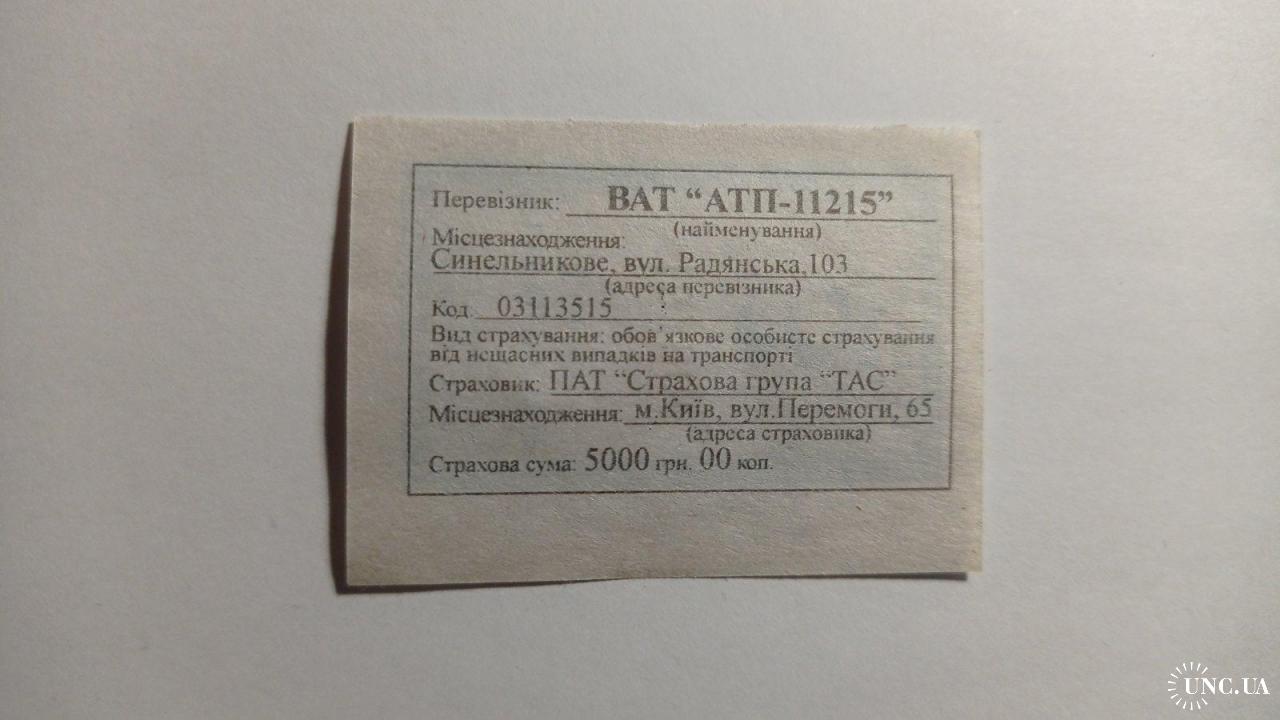 Перевізник: ВАТ “АТП-11215”
(найменування)
Місцезнаходження:
Синельникове, вул. Радянська,103
(адреса перевізника)
Код 03113515
Вид страхування: обов'язкове особисте страхування
від нещасних випадків на транспорті
Страховик: ПАТ “Страхова група “ТАС”
Місцезнаходження: м.Київ, вул.Перемоги, 65
(адреса страховика)
Страхова сума: 5000 грн. 00 коп.
UNC.UA